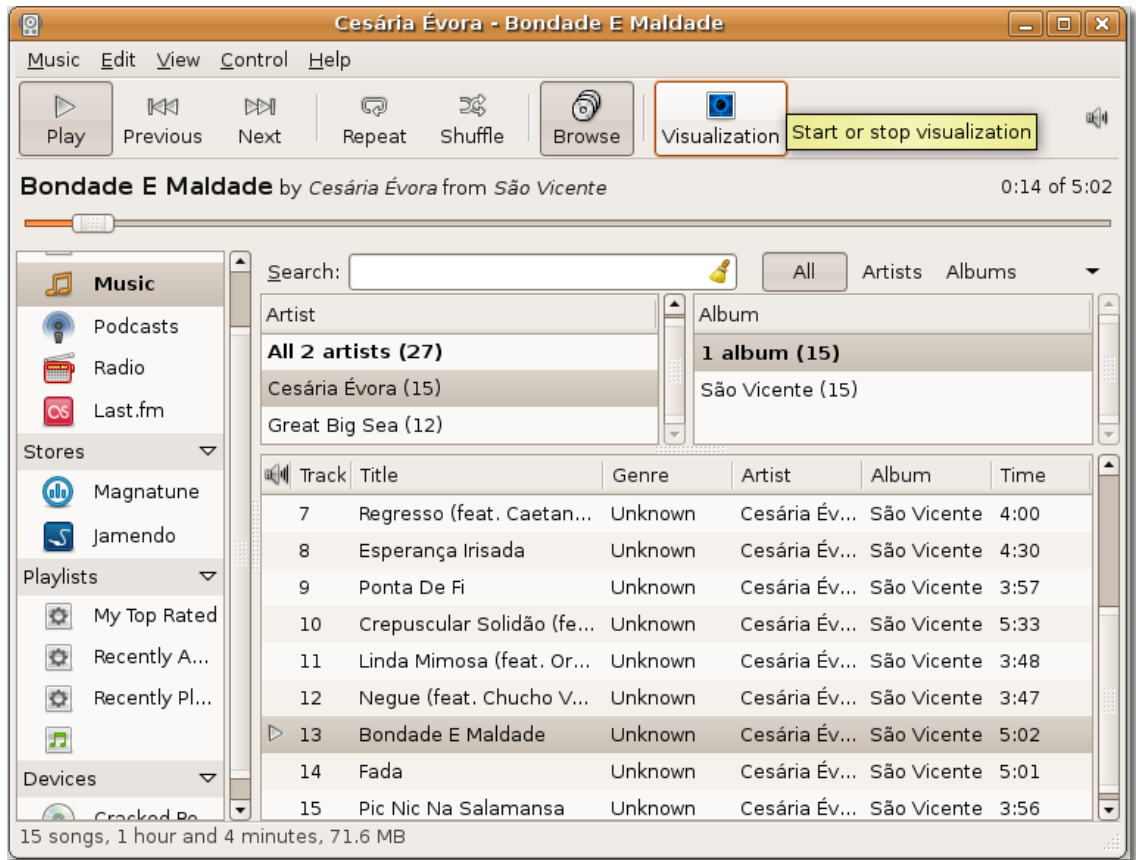 Cesária Évora - Bondade E Maldade
Music Edit View Control Help
Play Previous Next Repeat Shuffle Browse Visualization Start or stop visualization
Bondade E Maldade by Cesária Évora from São Vicente 0:14 of 5:02
Music
Podcasts
Radio
Last.fm
Stores
Magnatune
Jamendo
Playlists
My Top Rated
Recently A...
Recently Pl...
Devices
Search: All Artists Albums
Artist
All 2 artists (27)
Cesária Évora (15)
Great Big Sea (12)
Album
1 album (15)
São Vicente (15)
Track Title Genre Artist Album Time
7 Regresso (feat. Caetan... Unknown Cesária Év... São Vicente 4:00
8 Esperança Irisada Unknown Cesária Év... São Vicente 4:30
9 Ponta De Fi Unknown Cesária Év... São Vicente 3:57
10 Crepuscular Solidão (fe... Unknown Cesária Év... São Vicente 5:33
11 Linda Mimosa (feat. Or... Unknown Cesária Év... São Vicente 3:48
12 Negue (feat. Chucho V... Unknown Cesária Év... São Vicente 3:47
13 Bondade E Maldade Unknown Cesária Év... São Vicente 5:02
14 Fada Unknown Cesária Év... São Vicente 5:01
15 Pic Nic Na Salamansa Unknown Cesária Év... São Vicente 3:56
15 songs, 1 hour and 4 minutes, 71.6 MB